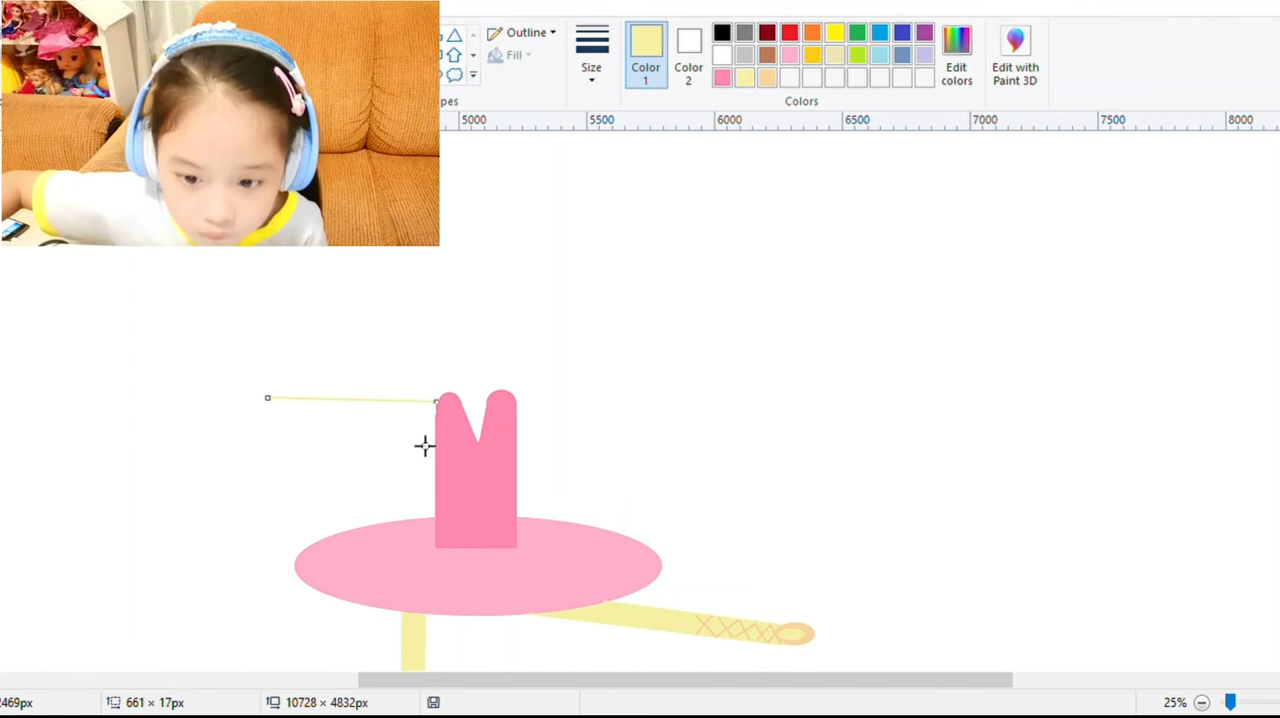 Outline
Fill
pes
Size
Color
1
Color
2
Edit
colors
Edit with
Paint 3D
Colors
5000
5500
6000
6500
7000
7500
8000
2469px
661 × 17px
10728 × 4832px
25%